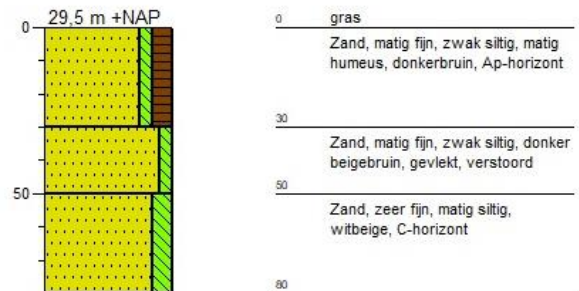 29,5 m +NAP
0
50
0 gras
Zand, matig fijn, zwak siltig, matig
humeus, donkerbruin, Ap-horizont
30
Zand, matig fijn, zwak siltig, donker
beigebruin, gevlekt, verstoord
50
Zand, zeer fijn, matig siltig,
witbeige, C-horizont
80